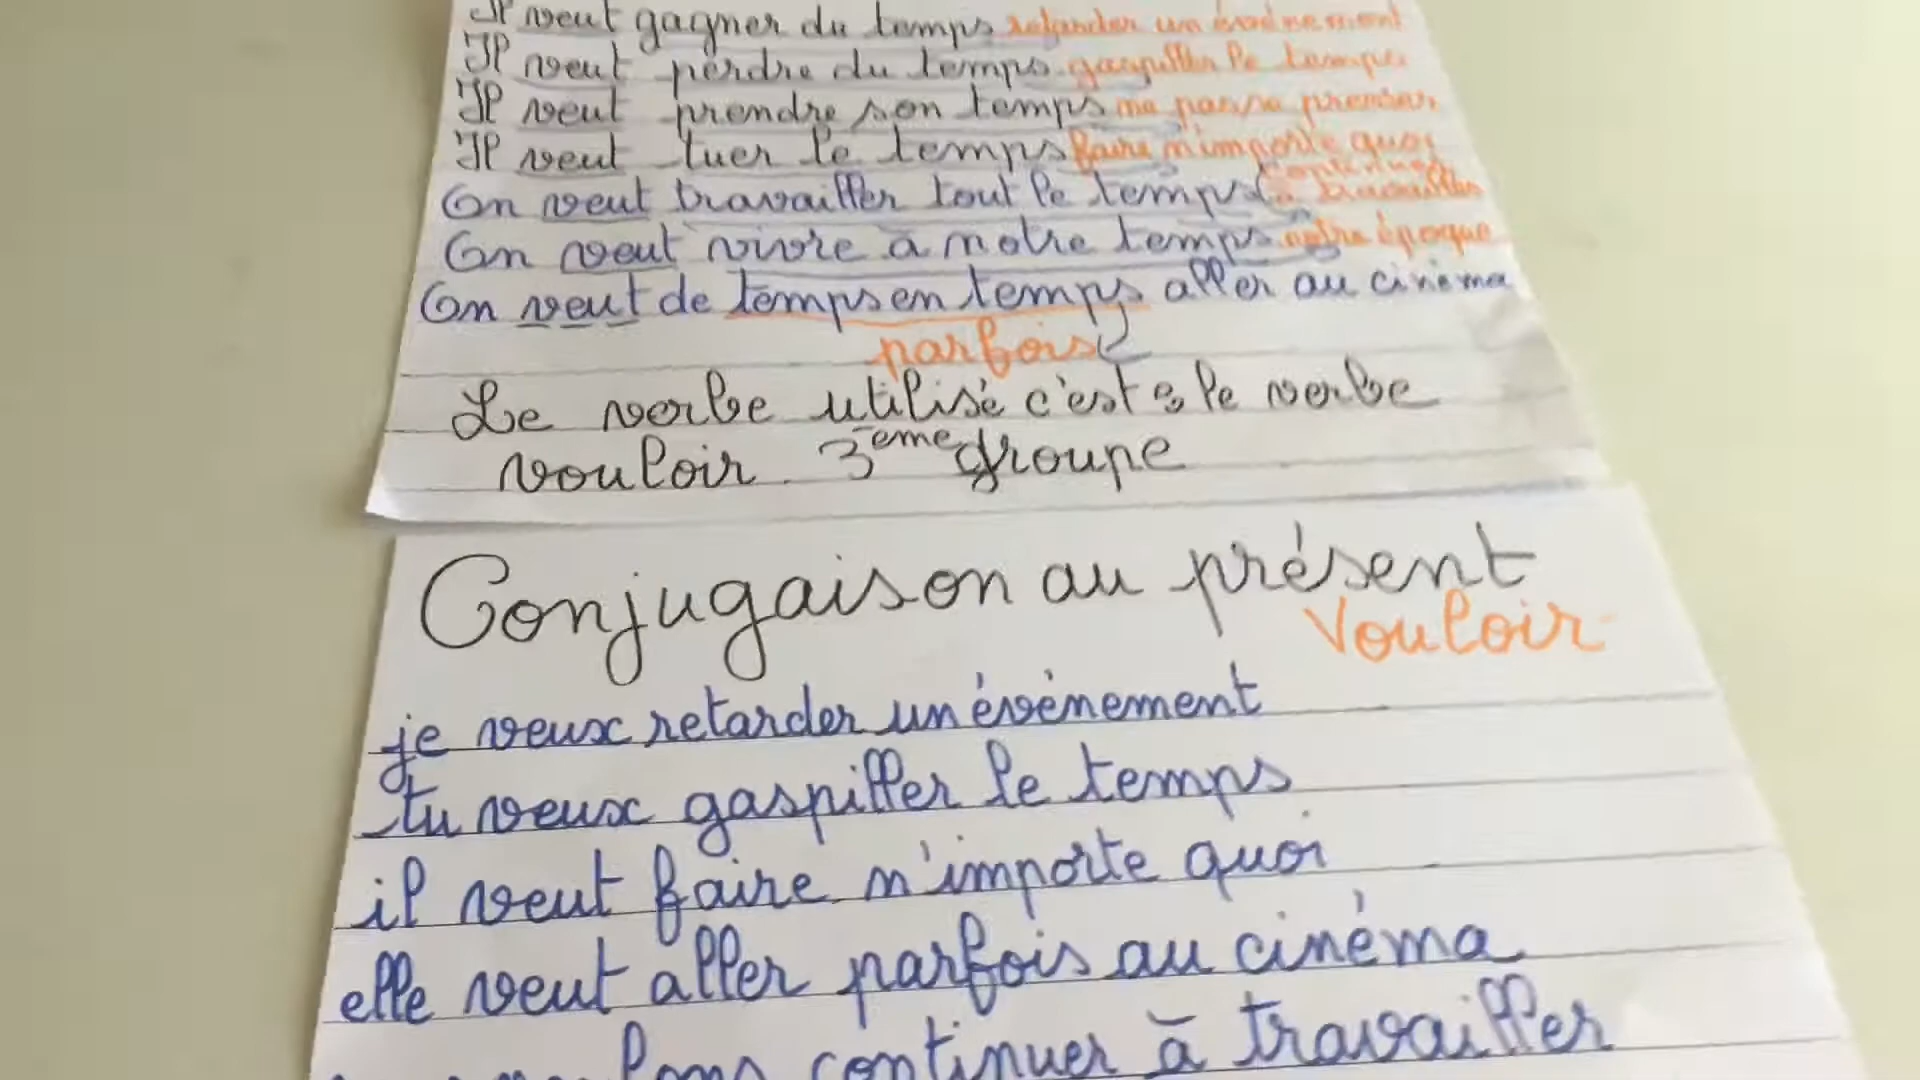 Il veut gagner du temps retarder un événement
Il veut perdre du temps gaspiller le temps
Il veut prendre son temps ne pas se presser
Il veut tuer le temps faire n'importe quoi
On veut travailler tout le temps continuer à travailler
On veut vivre à notre temps notre époque
On veut de temps en temps aller au cinéma
parfois
Le verbe utilisé c'est le verbe
vouloir 3ème groupe
Conjugaison au présent
Vouloir
je veux retarder un événement
tu veux gaspiller le temps
il veut faire n'importe quoi
elle veut aller parfois au cinéma
continuer à travailler